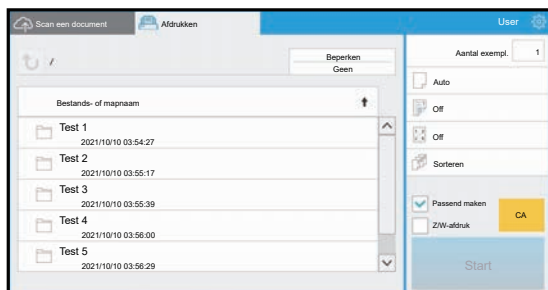 Scan een document
Afdrukken
User
/
Beperken
Geen
Aantal exempl.
1
Bestands- of mapnaam
Test 1
2021/10/10 03:54:27
Test 2
2021/10/10 03:55:17
Test 3
2021/10/10 03:55:39
Test 4
2021/10/10 03:56:00
Test 5
2021/10/10 03:56:29
Auto
Off
Off
Sorteren
Passend maken
Z/W-afdruk
CA
Start